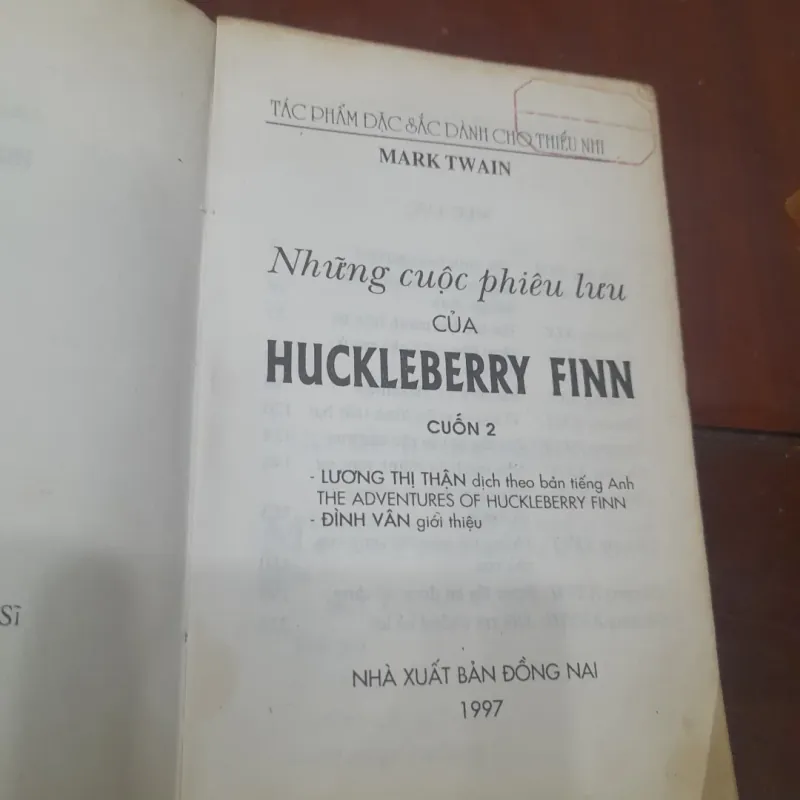 TÁC PHẨM ĐẶC SẮC DÀNH CHO THIẾU NHI
MARK TWAIN
Những cuộc phiêu lưu
CỦA
HUCKLEBERRY FINN
CUỐN 2
- LƯƠNG THỊ THẬN dịch theo bản tiếng Anh
THE ADVENTURES OF HUCKLEBERRY FINN
- ĐÌNH VÂN giới thiệu
NHÀ XUẤT BẢN ĐỒNG NAI
1997
Sĩ